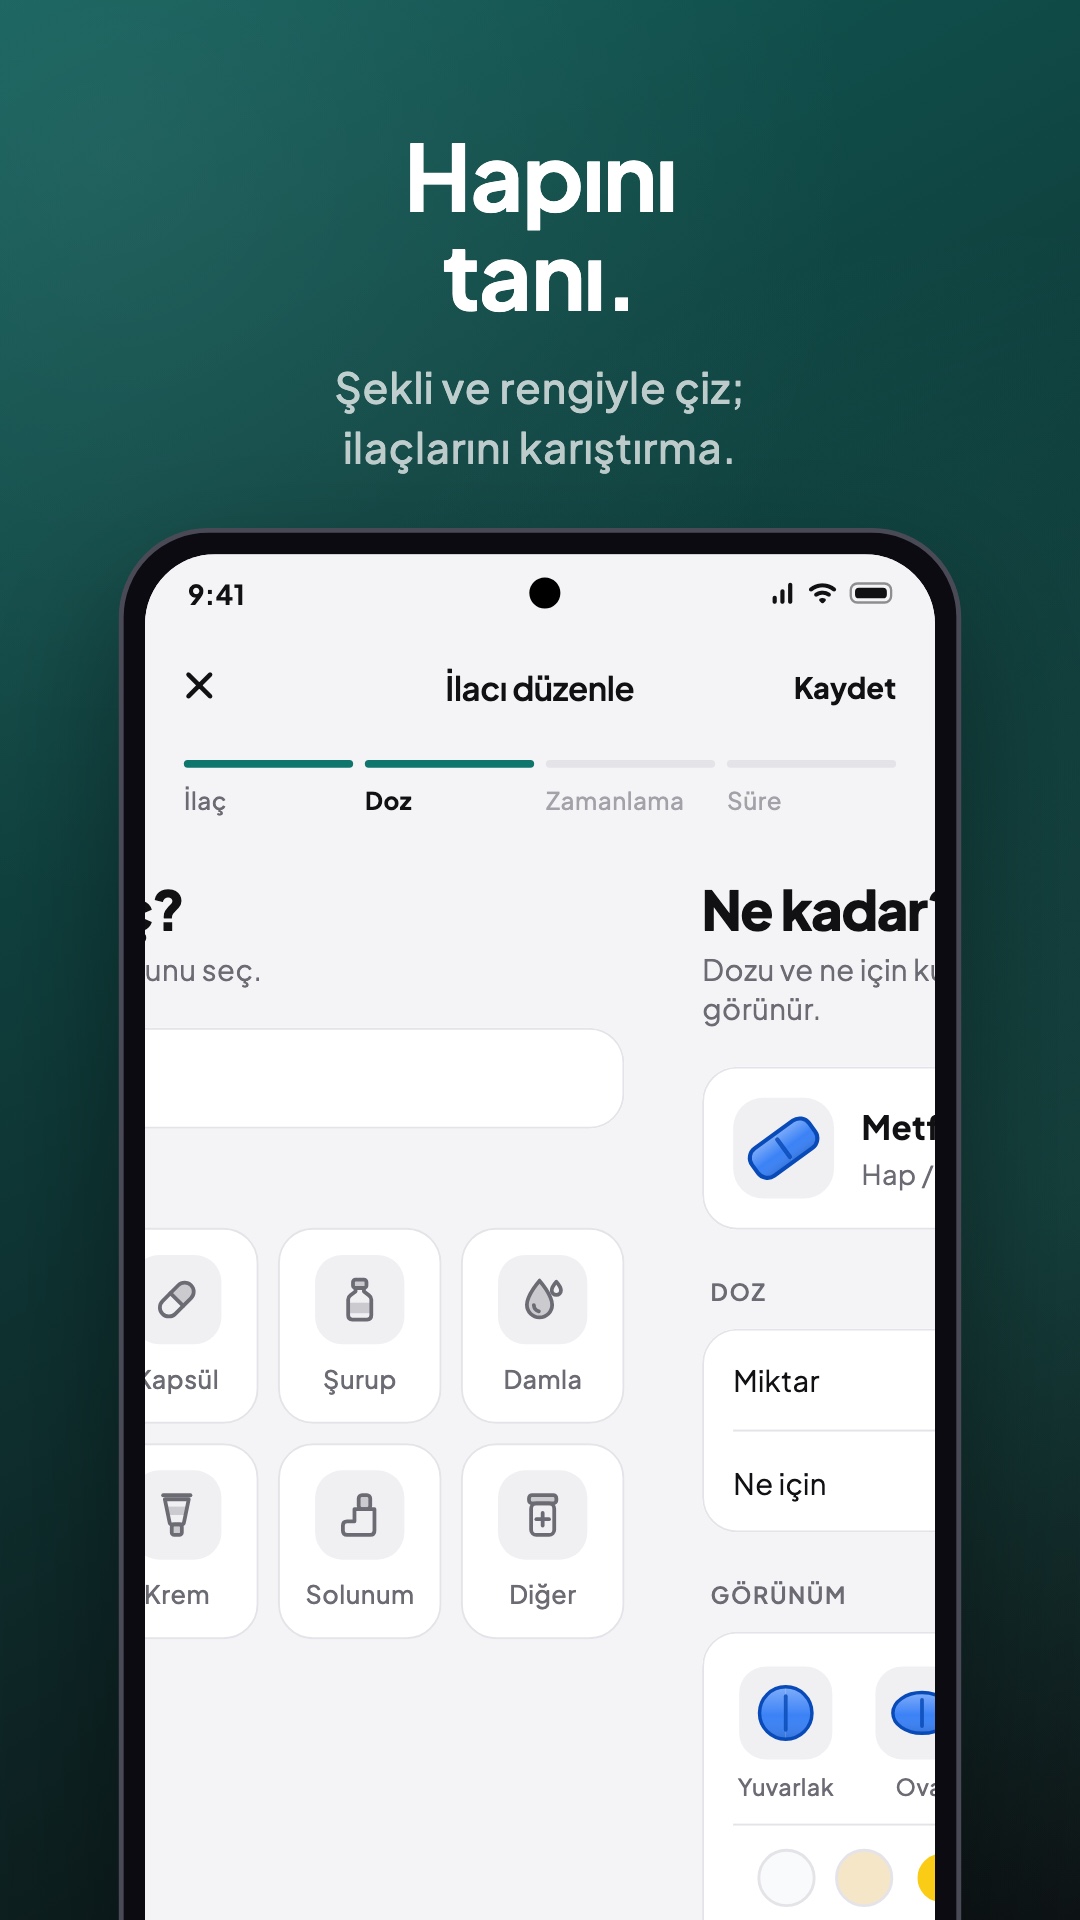 Hapını
tanı.
Şekli ve rengiyle çiz;
ilaçlarını karıştırma.
9:41
İlacı düzenle
Kaydet
İlaç
Doz
Zamanlama
Süre
ç?
unu seç.
Kapsül
Şurup
Damla
Krem
Solunum
Diğer
Ne kadar?
Dozu ve ne için
görünür.
Hap /
DOZ
Miktar
Ne için
GÖRÜNÜM
Yuvarlak